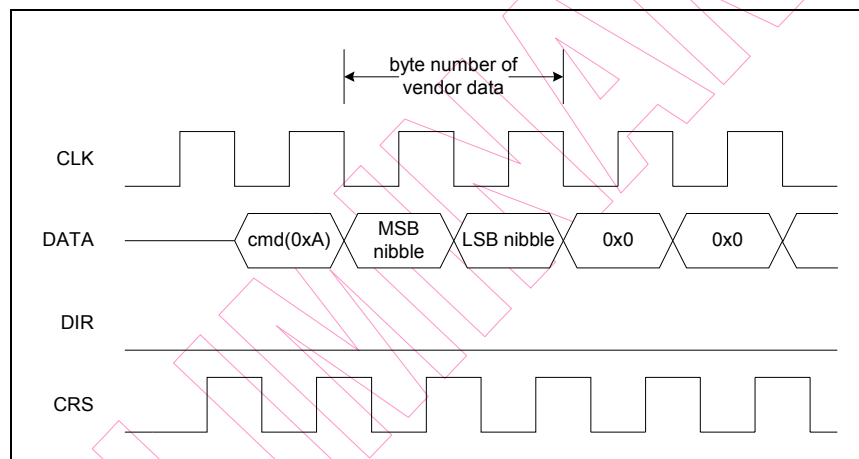 byte number of
vendor data
CLK
DATA
cmd(0xA)
MSB
nibble
LSB nibble
0x0
0x0
DIR
CRS